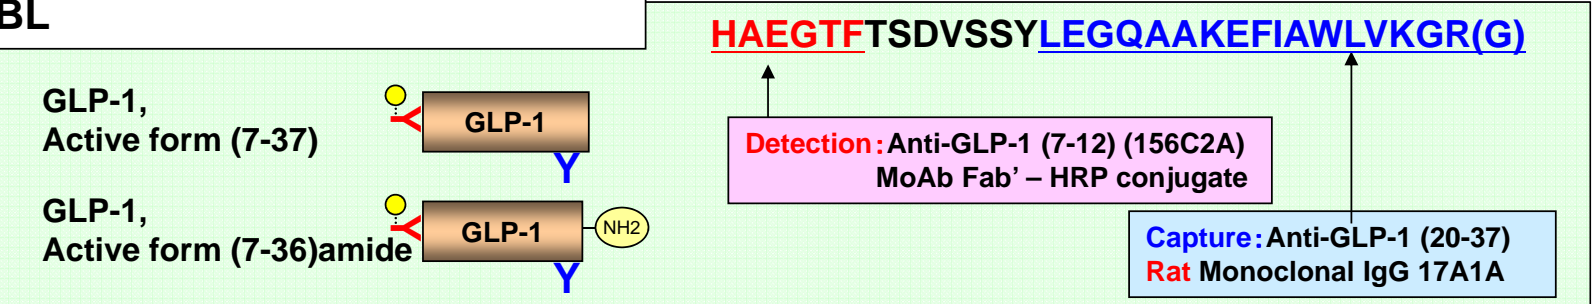 BL
HAEGTFTSDVSSYLEGQAAKEFIAWLVKGR(G)
GLP-1,
Active form (7-37)
GLP-1
Y
Y
Detection:Anti-GLP-1 (7-12) (156C2A)
MoAb Fab’ – HRP conjugate
GLP-1,
Active form (7-36)amide
GLP-1
NH2
Y
Y
Capture:Anti-GLP-1 (20-37)
Rat Monoclonal IgG 17A1A